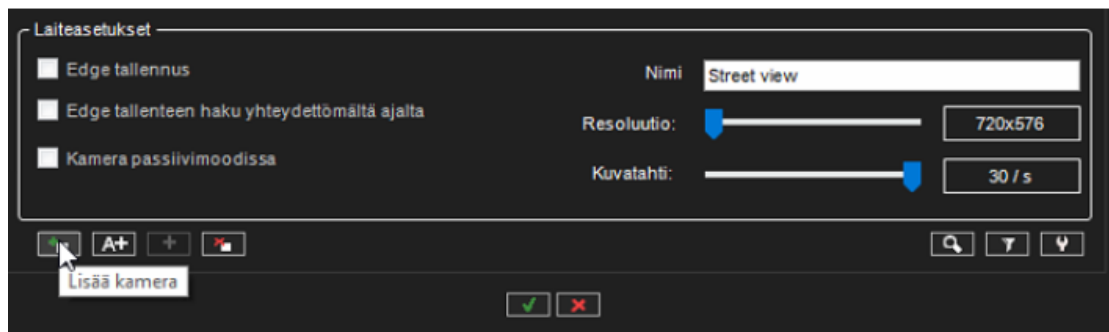 Laiteasetukset
Edge tallennus
Nimi
Street view
Edge tallenteen haku yhteydettömältä ajalta
Resoluutio:
720x576
Kamera passiivimoodissa
Kuvatahti:
30 / s
A+
Lisää kamera